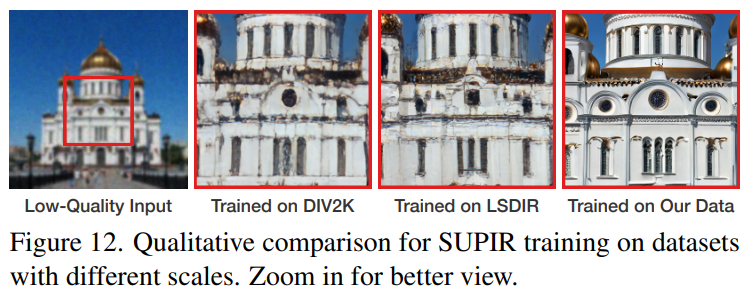 Low-Quality Input
Trained on DIV2K
Trained on LSDIR
Trained on Our Data
Figure 12. Qualitative comparison for SUPIR training on datasets
with different scales. Zoom in for better view.